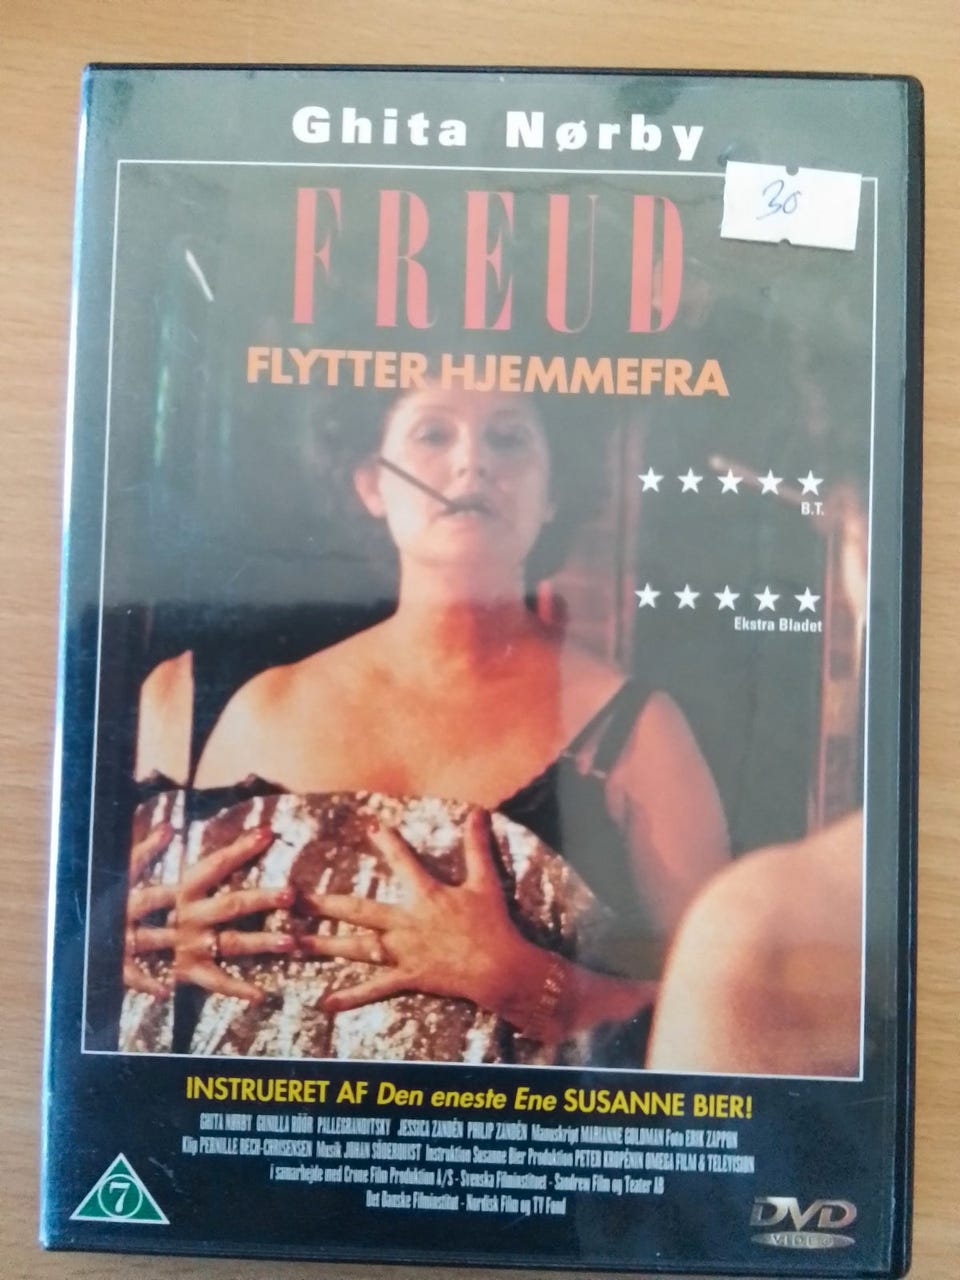 Ghita Nørby
30
FREUD
FLYTTER HJEMMEFRA
★★★★★
B.T.
★★★★★
Ekstra Bladet
INSTRUERET AF Den eneste Ene SUSANNE BIER!
GHITA NØRBY GUNILLA RÖÖR PALLE GRANDITSKY JESSICA ZANDÉN PHILIP ZANDÉN Manuskript MARIANNE GOLDMAN Foto ERIK ZAPPON
Klip PERNILLE BECH-CHRISENSEN Musik JOHAN SÖDERQVIST Instruktion Susanne Bier Produktion PETER KROPÉNIN OMEGA FILM & TELEVISION
i samarbejde med Crone Film Produktion A/S - Svenska Filminstituet - Sandrew Film og Teater AB
Det Danske Filminstitut - Nordisk Film og TV Fond
7
DVD
VIDEO